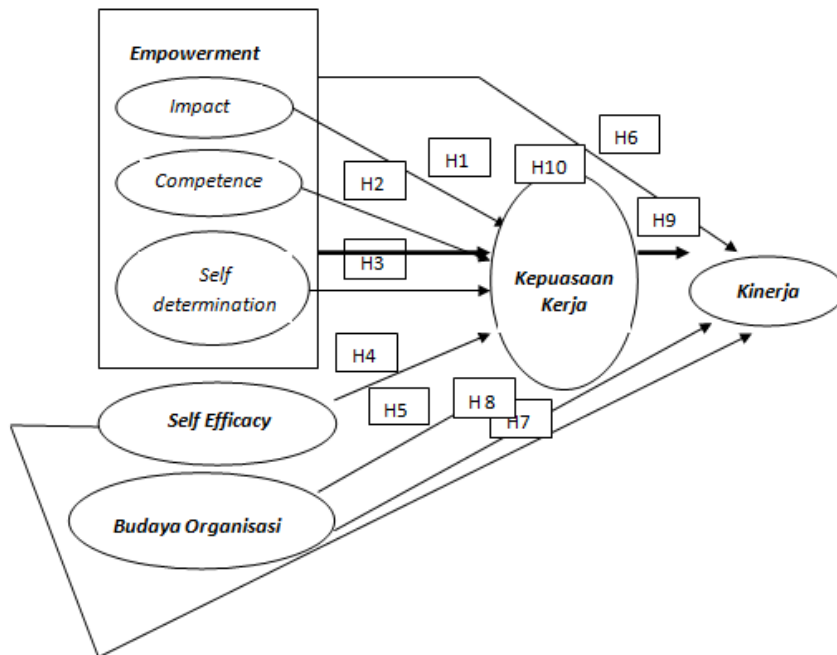 Empowerment
Impact
H6
H1
H10
Competence
H2
H9
H3
Self
determination
Kepuasaan
Kerja
Kinerja
H4
H5
H 8
H7
Self Efficacy
Budaya Organisasi